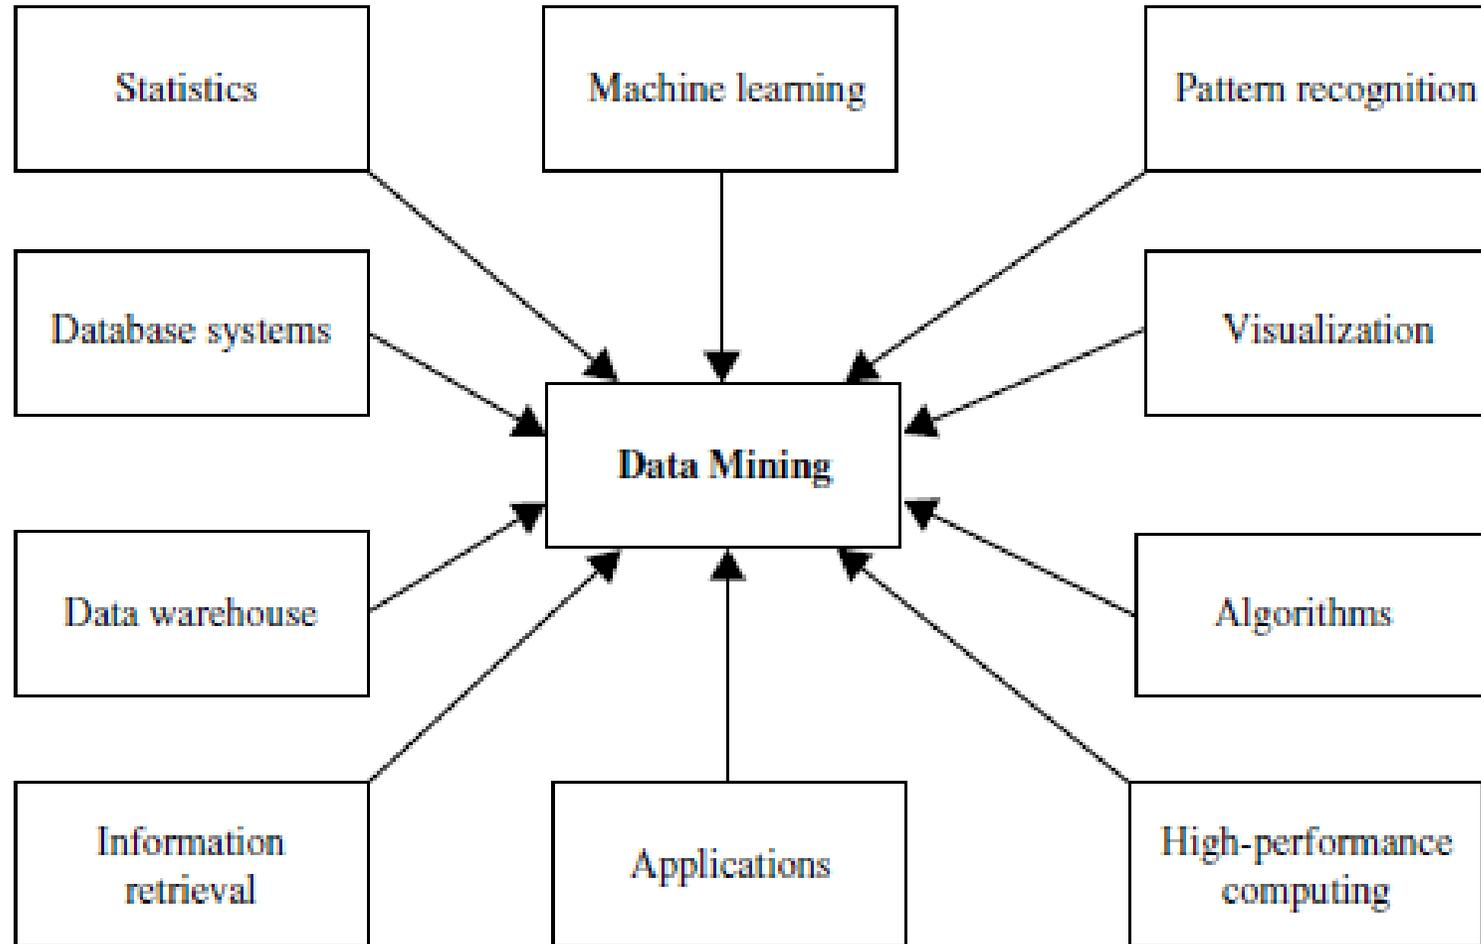 Statistics
Machine learning
Pattern recognition
Database systems
Visualization
Data Mining
Data warehouse
Algorithms
Information
retrieval
Applications
High-performance
computing